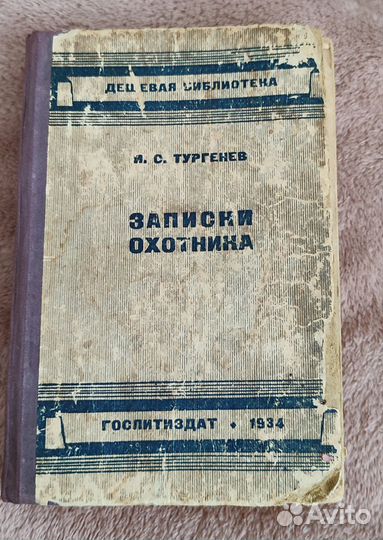 ДЕШЕВАЯ БИБЛИОТЕКА
И. С. ТУРГЕНЕВ
ЗАПИСКИ
ОХОТНИКА
ГОСЛИТИЗДАТ • 1934
Avito